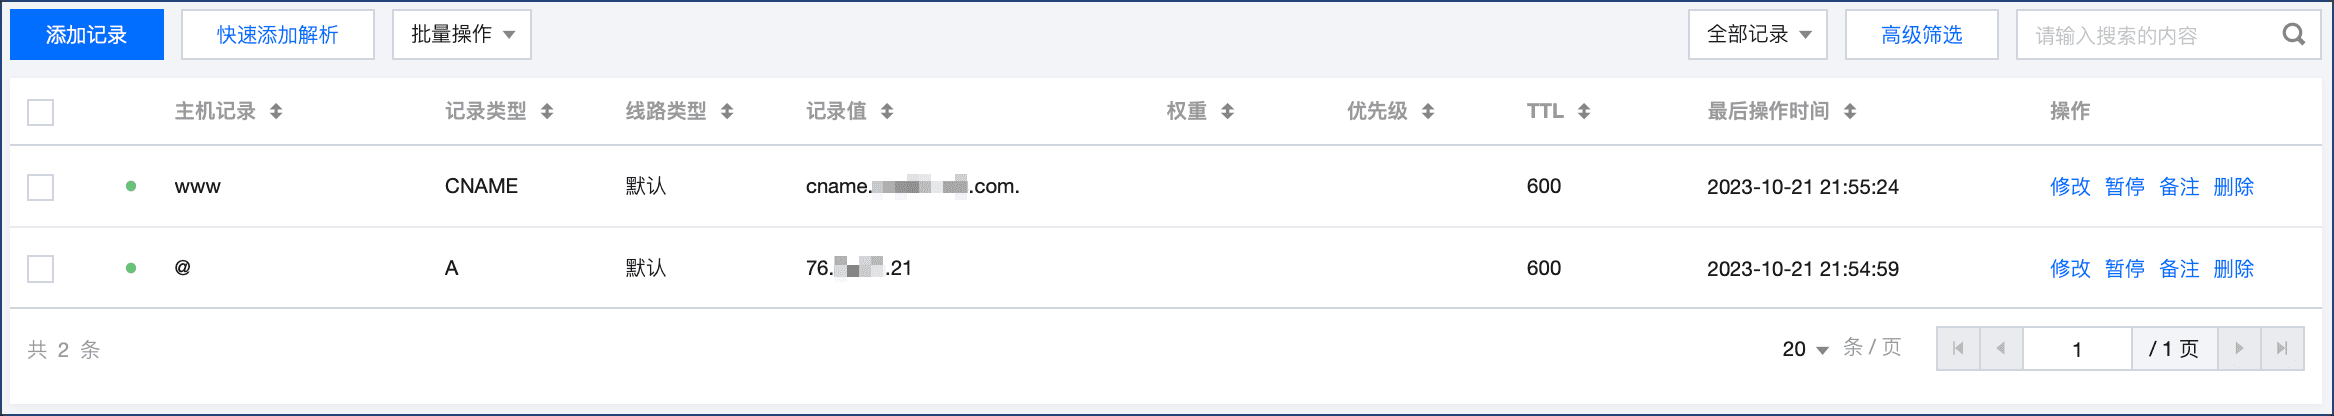 添加记录 快速添加解析 批量操作 全部记录 高级筛选 请输入搜索的内容
主机记录 记录类型 线路类型 记录值 权重 优先级 TTL 最后操作时间 操作
www CNAME 默认 cname. .com. 600 2023-10-21 21:55:24 修改 暂停 备注 删除
@ A 默认 76. .21 600 2023-10-21 21:54:59 修改 暂停 备注 删除
共 2 条 20 条 / 页 1 / 1 页